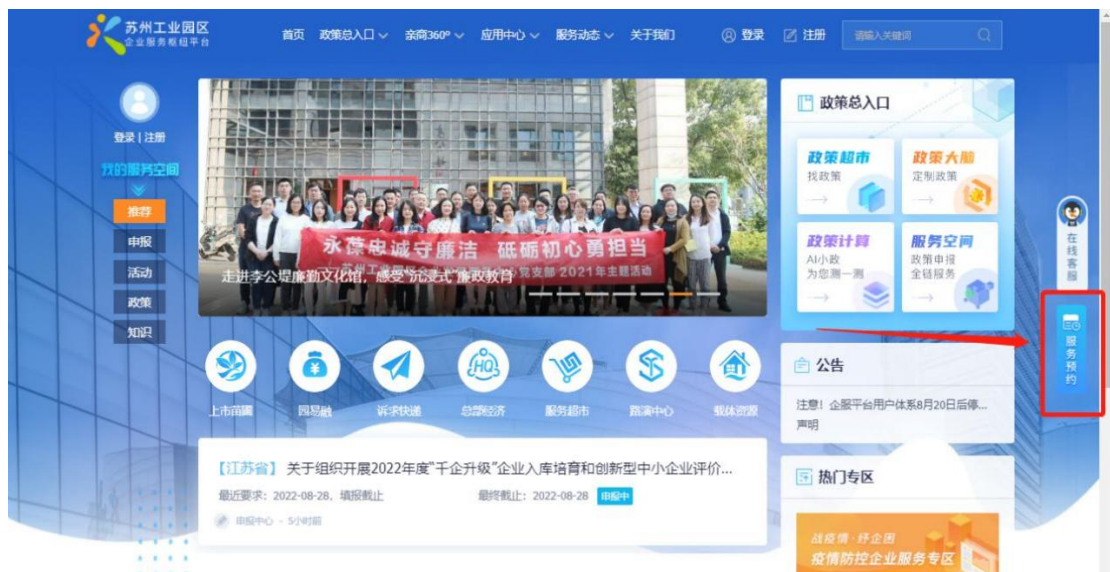 苏州工业园区
企业服务枢纽平台
首页 政策总入口 亲商360° 应用中心 服务动态 关于我们 登录 注册 请输入关键词
登录 | 注册
我的服务空间
推荐
申报
活动
政策
知识
永葆忠诚守廉洁 砥砺初心勇担当
党支部 2021年主题活动
走进李公堤廉勤文化馆，感受“沉浸式”廉政教育
政策总入口
政策超市
找政策
政策大脑
定制政策
政策计算
AI小政
为您测一测
服务空间
政策申报
全链服务
在线客服
服务预约
上市苗圃 园易融 诉求快递 总部经济 服务超市 路演中心 载体资源
HQ
公告
注意！企服平台用户体系8月20日后停...
声明
【江苏省】关于组织开展2022年度“千企升级”企业入库培育和创新型中小企业评价...
最近要求：2022-08-28，填报截止 最终截止：2022-08-28 申报中
申报中心 · 5小时前
热门专区
战疫情·纾企困
疫情防控企业服务专区